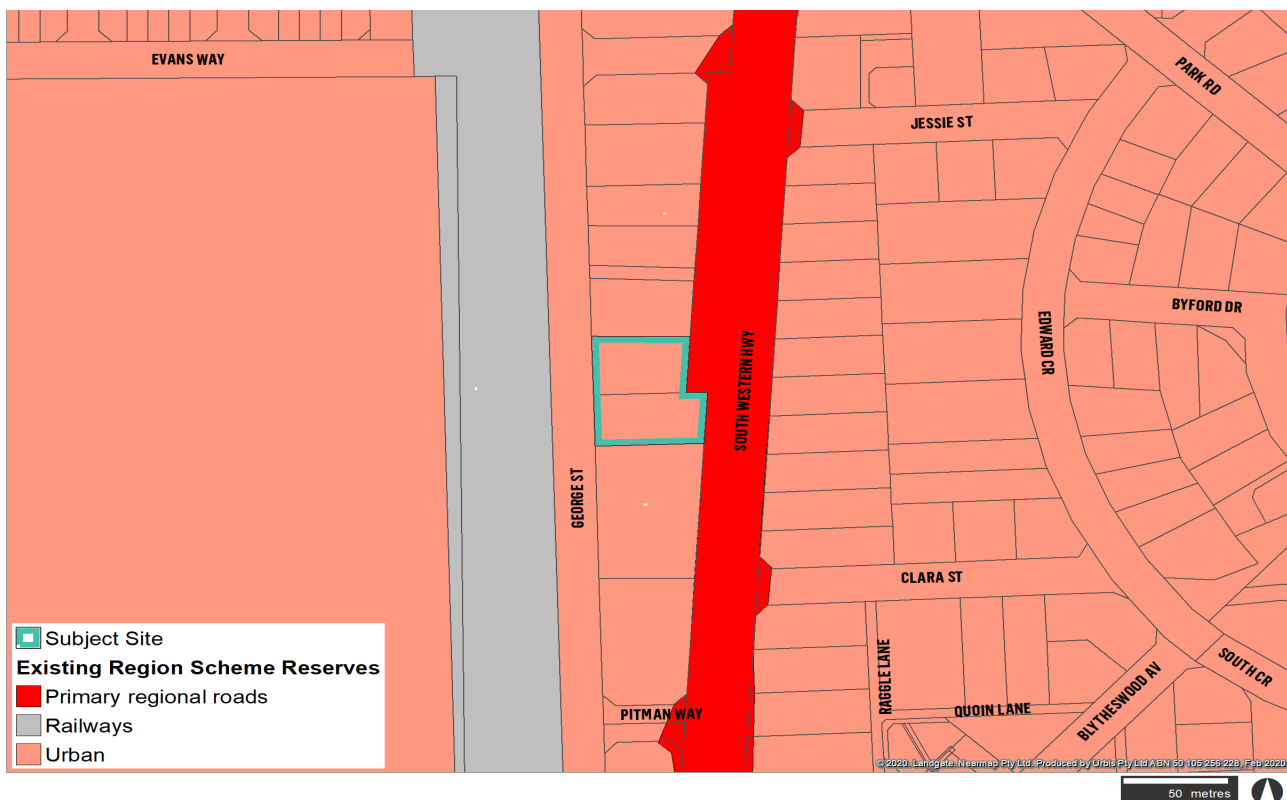 EVANS WAY
PARK RD
JESSIE ST
BYFORD DR
EDWARD CR
SOUTH WESTERN HWY
GEORGE ST
CLARA ST
Subject Site
Existing Region Scheme Reserves
Primary regional roads
Railways
Urban
PITMAN WAY
RAGGLE LANE
QUOIN LANE
BLYTHESWOOD AV
SOUTH CR
© 2020, Landgate, Nearmap Pty Ltd. Produced by Urbis Pty Ltd ABN 50 105 256 228, Feb 2020
50 metres